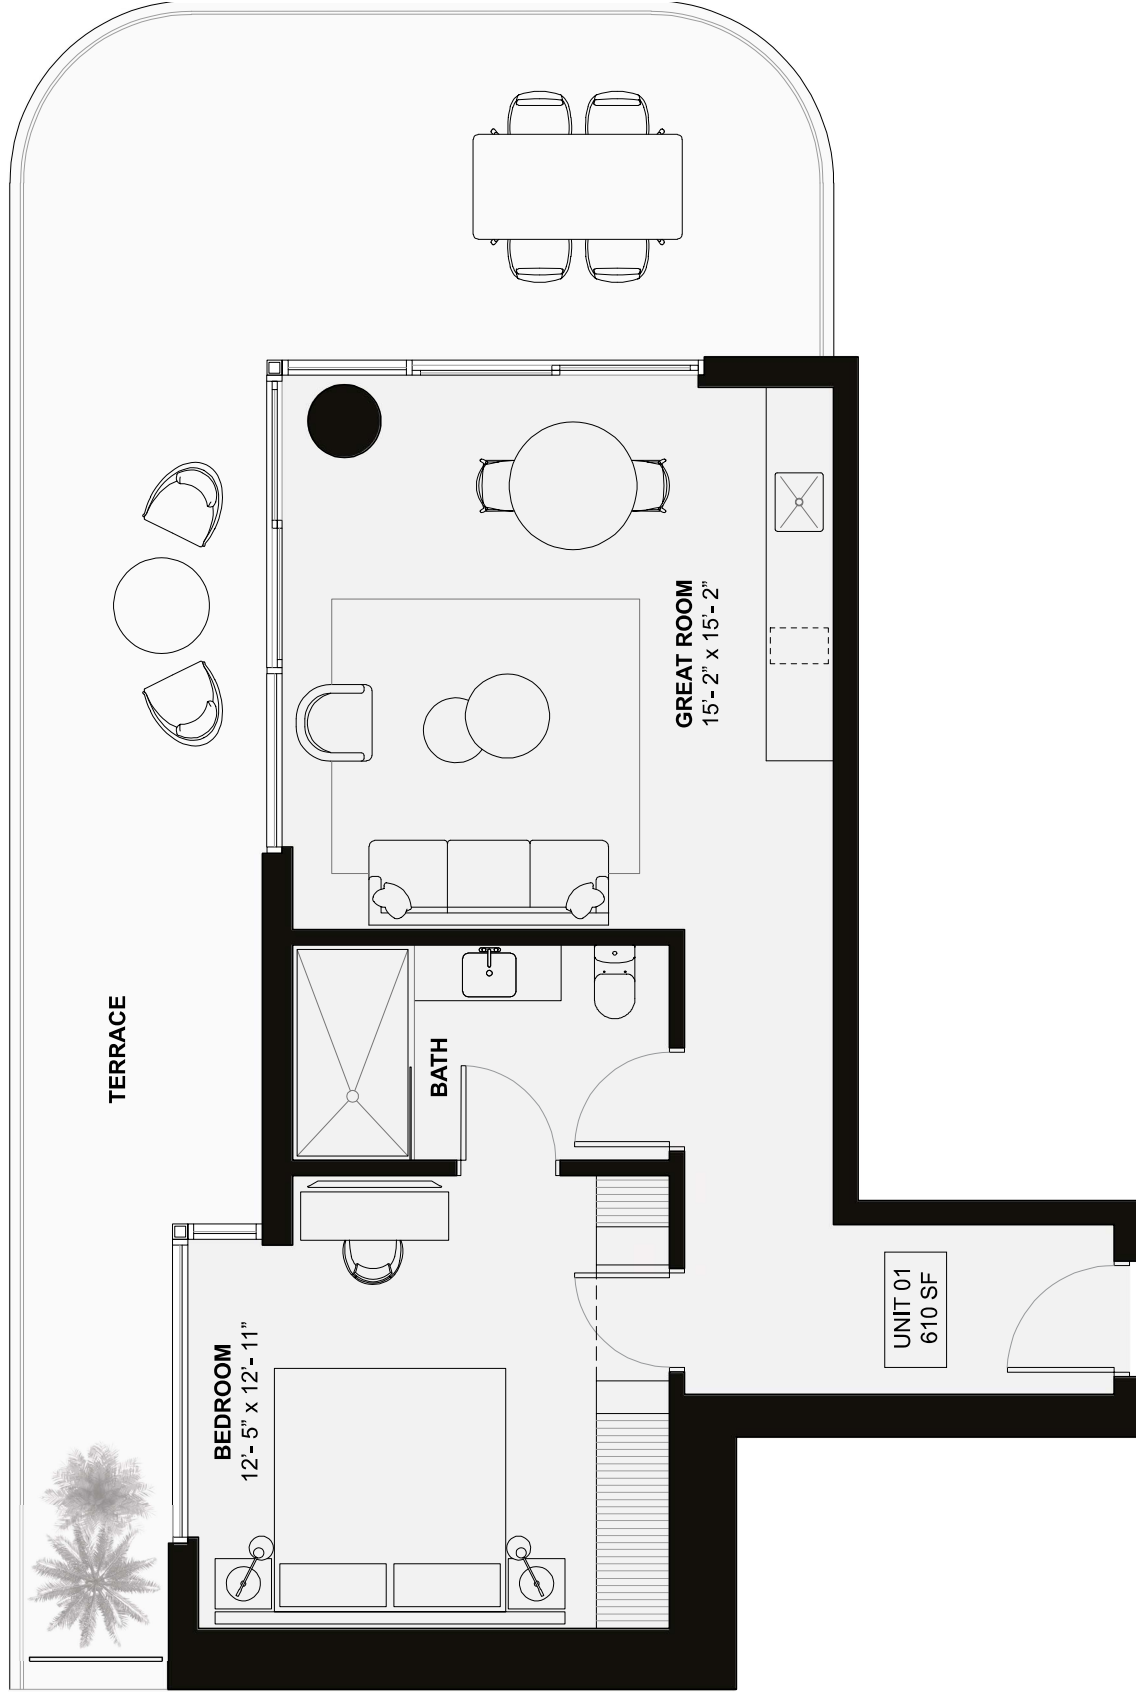 GREAT ROOM
15'- 2" x 15'- 2"
TERRACE
BATH
UNIT 01
610 SF
BEDROOM
12'- 5" x 12'- 11"